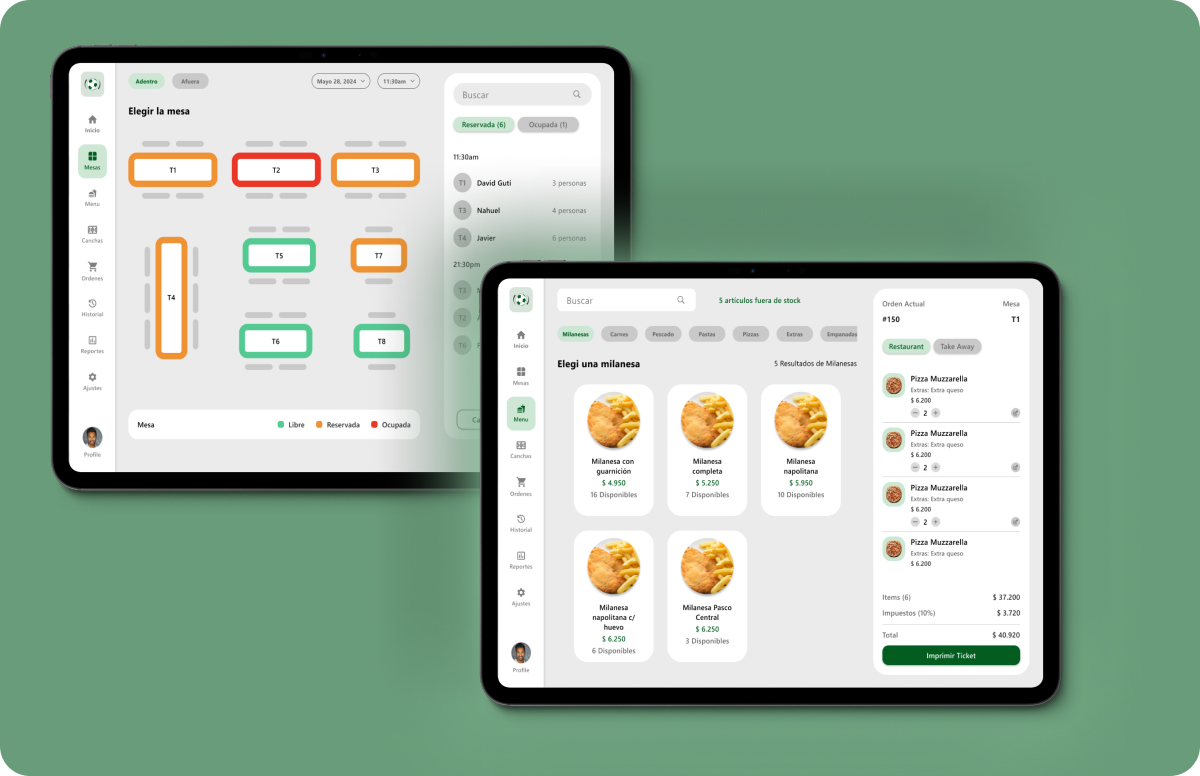 Adentro
Afuera
Mayo 28, 2024
11:30am
Inicio
Mesas
Menu
Canchas
Ordenes
Historial
Reportes
Ajustes
Profile
Elegir la mesa
T1
T2
T3
T4
T5
T7
T6
T8
Mesa
Libre
Reservada
Ocupada
Buscar
Reservada (6)
Ocupada (1)
11:30am
T1 David Guti 3 personas
T3 Nahuel 4 personas
T4 Javier 6 personas
21:30pm
T3
T2
Inicio
Mesas
Menu
Canchas
Ordenes
Historial
Reportes
Ajustes
Profile
Buscar
5 artículos fuera de stock
Milanesas
Carnes
Pescado
Pastas
Pizzas
Extras
Empanadas
Elegi una milanesa
5 Resultados de Milanesas
Milanesa con
guarnición
$ 4.950
16 Disponibles
Milanesa
completa
$ 5.250
7 Disponibles
Milanesa
napolitana
$ 5.950
10 Disponibles
Milanesa
napolitana c/
huevo
$ 6.250
6 Disponibles
Milanesa Pasco
Central
$ 6.250
3 Disponibles
Orden Actual Mesa
#150 T1
Restaurant
Take Away
Pizza Muzzarella
Extras: Extra queso
$ 6.200
2
Pizza Muzzarella
Extras: Extra queso
$ 6.200
2
Pizza Muzzarella
Extras: Extra queso
$ 6.200
2
Pizza Muzzarella
Extras: Extra queso
$ 6.200
Items (6) $ 37.200
Impuestos (10%) $ 3.720
Total $ 40.920
Imprimir Ticket